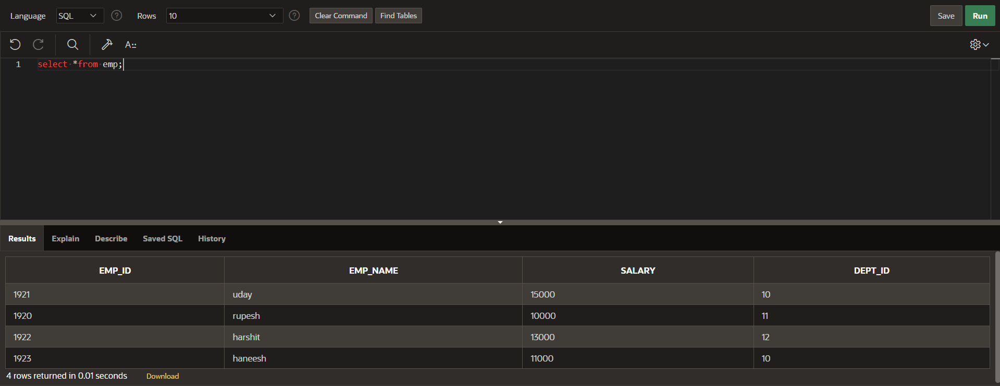 Language SQL ? Rows 10 ? Clear Command Find Tables Save Run
A::
1 select *from emp;
Results Explain Describe Saved SQL History
EMP_ID EMP_NAME SALARY DEPT_ID
1921 uday 15000 10
1920 rupesh 10000 11
1922 harshit 13000 12
1923 haneesh 11000 10
4 rows returned in 0.01 seconds Download